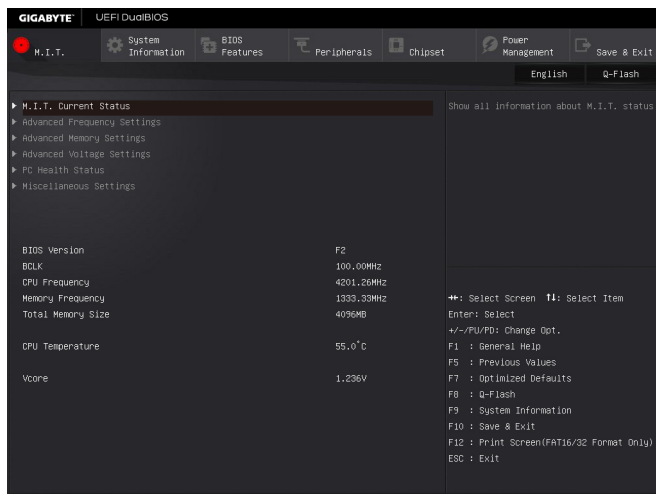 GIGABYTE™ UEFI DualBIOS
M.I.T.
System Information
BIOS Features
Peripherals
Chipset
Power Management
Save & Exit
English Q-Flash
M.I.T. Current Status
Advanced Frequency Settings
Advanced Memory Settings
Advanced Voltage Settings
PC Health Status
Miscellaneous Settings
Show all information about M.I.T. status
BIOS Version F2
BCLK 100.00MHz
CPU Frequency 4201.26MHz
Memory Frequency 1333.33MHz
Total Memory Size 4096MB
CPU Temperature 55.0°C
Vcore 1.236V
→←: Select Screen ↑↓: Select Item
Enter: Select
+/-/PU/PD: Change Opt.
F1 : General Help
F5 : Previous Values
F7 : Optimized Defaults
F8 : Q-Flash
F9 : System Information
F10 : Save & Exit
F12 : Print Screen(FAT16/32 Format Only)
ESC : Exit